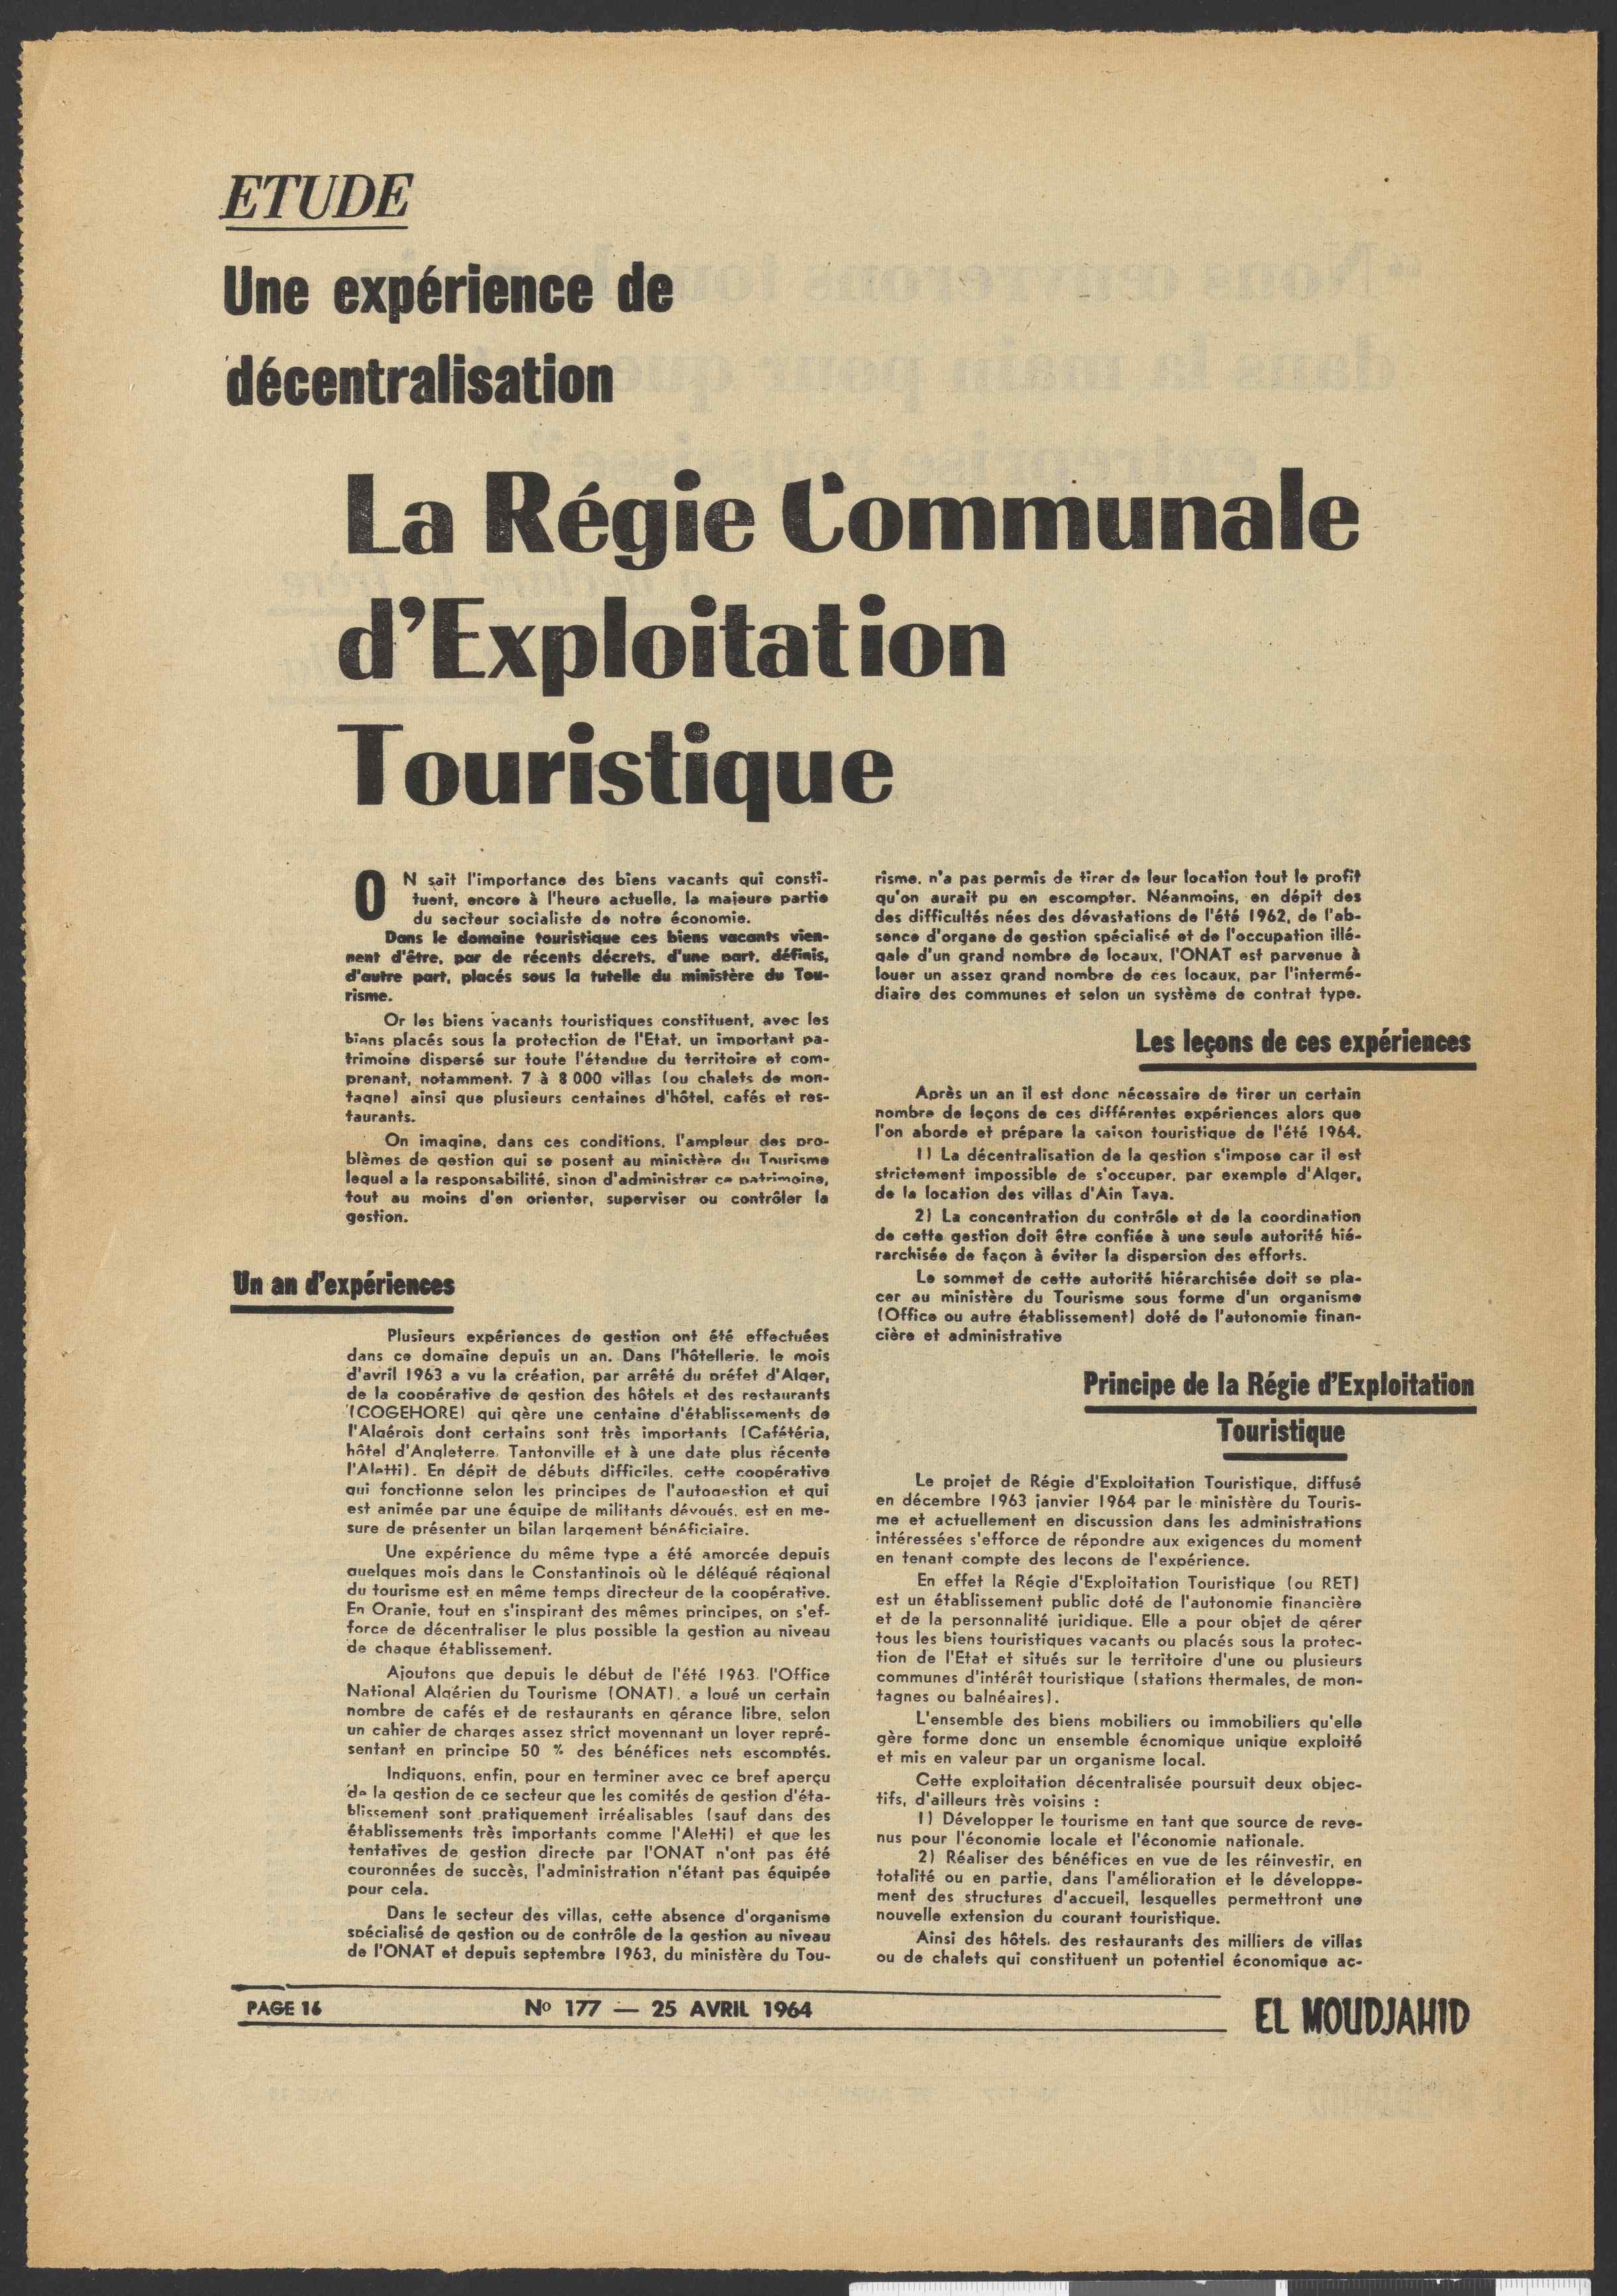 ETUDE
Une expérience de
décentralisation
La Régie Communale
d'Exploitation
Touristique
ON sait l'importance des biens vacants qui consti-
tuent, encore à l'heure actuelle, la majeure partie
du secteur socialiste de notre économie.
Dans le domaine touristique ces biens vacants vien-
nent d'être, par de récents décrets, d'une part, définis,
d'autre part, placés sous la tutelle du ministère du Tou-
risme.
Or les biens vacants touristiques constituent, avec les
biens placés sous la protection de l'Etat, un important pa-
trimoine dispersé sur toute l'étendue du territoire et com-
prenant, notamment, 7 à 8 000 villas (ou chalets de mon-
tagne) ainsi que plusieurs centaines d'hôtel, cafés et res-
taurants.
On imagine, dans ces conditions, l'ampleur des pro-
blèmes de gestion qui se posent au ministère du Tourisme
lequel a la responsabilité, sinon d'administrer ce patrimoine,
tout au moins d'en orienter, superviser ou contrôler la
gestion.
Un an d'expériences
Plusieurs expériences de gestion ont été effectuées
dans ce domaine depuis un an. Dans l'hôtellerie, le mois
d'avril 1963 a vu la création, par arrêté du préfet d'Alger,
de la coopérative de gestion des hôtels et des restaurants
(COGEHORE) qui gère une centaine d'établissements de
l'Algérois dont certains sont très importants (Cafétéria,
hôtel d'Angleterre, Tantonville et à une date plus récente
l'Aletti). En dépit de débuts difficiles, cette coopérative
qui fonctionne selon les principes de l'autogestion et qui
est animée par une équipe de militants dévoués, est en me-
sure de présenter un bilan largement bénéficiaire.
Une expérience du même type a été amorcée depuis
quelques mois dans le Constantinois où le délégué régional
du tourisme est en même temps directeur de la coopérative.
En Oranie, tout en s'inspirant des mêmes principes, on s'ef-
force de décentraliser le plus possible la gestion au niveau
de chaque établissement.
Ajoutons que depuis le début de l'été 1963, l'Office
National Algérien du Tourisme (ONAT), a loué un certain
nombre de cafés et de restaurants en gérance libre, selon
un cahier de charges assez strict moyennant un loyer repré-
sentant en principe 50 % des bénéfices nets escomptés.
Indiquons, enfin, pour en terminer avec ce bref aperçu
de la gestion de ce secteur que les comités de gestion d'éta-
blissement sont pratiquement irréalisables (sauf dans des
établissements très importants comme l'Aletti) et que les
tentatives de gestion directe par l'ONAT n'ont pas été
couronnées de succès, l'administration n'étant pas équipée
pour cela.
Dans le secteur des villas, cette absence d'organisme
spécialisé de gestion ou de contrôle de la gestion au niveau
de l'ONAT et depuis septembre 1963, du ministère du Tou-
risme, n'a pas permis de tirer de leur location tout le profit
qu'on aurait pu en escompter. Néanmoins, en dépit des
des difficultés nées des dévastations de l'été 1962, de l'ab-
sence d'organe de gestion spécialisé et de l'occupation illé-
gale d'un grand nombre de locaux, l'ONAT est parvenue à
louer un assez grand nombre de ces locaux, par l'intermé-
diaire des communes et selon un système de contrat type.
Les leçons de ces expériences
Après un an il est donc nécessaire de tirer un certain
nombre de leçons de ces différentes expériences alors que
l'on aborde et prépare la saison touristique de l'été 1964.
1) La décentralisation de la gestion s'impose car il est
strictement impossible de s'occuper, par exemple d'Alger,
de la location des villas d'Ain Taya.
2) La concentration du contrôle et de la coordination
de cette gestion doit être confiée à une seule autorité hié-
rarchisée de façon à éviter la dispersion des efforts.
Le sommet de cette autorité hiérarchisée doit se pla-
cer au ministère du Tourisme sous forme d'un organisme
(Office ou autre établissement) doté de l'autonomie finan-
cière et administrative
Principe de la Régie d'Exploitation
Touristique
Le projet de Régie d'Exploitation Touristique, diffusé
en décembre 1963 janvier 1964 par le ministère du Touris-
me et actuellement en discussion dans les administrations
intéressées s'efforce de répondre aux exigences du moment
en tenant compte des leçons de l'expérience.
En effet la Régie d'Exploitation Touristique (ou RET)
est un établissement public doté de l'autonomie financière
et de la personnalité juridique. Elle a pour objet de gérer
tous les biens touristiques vacants ou placés sous la protec-
tion de l'Etat et situés sur le territoire d'une ou plusieurs
communes d'intérêt touristique (stations thermales, de mon-
tagnes ou balnéaires).
L'ensemble des biens mobiliers ou immobiliers qu'elle
gère forme donc un ensemble écnomique unique exploité
et mis en valeur par un organisme local.
Cette exploitation décentralisée poursuit deux objec-
tifs, d'ailleurs très voisins :
1) Développer le tourisme en tant que source de reve-
nus pour l'économie locale et l'économie nationale.
2) Réaliser des bénéfices en vue de les réinvestir, en
totalité ou en partie, dans l'amélioration et le développe-
ment des structures d'accueil, lesquelles permettront une
nouvelle extension du courant touristique.
Ainsi des hôtels, des restaurants des milliers de villas
ou de chalets qui constituent un potentiel économique ac-
PAGE 16 No 177 — 25 AVRIL 1964 EL MOUDJAHID